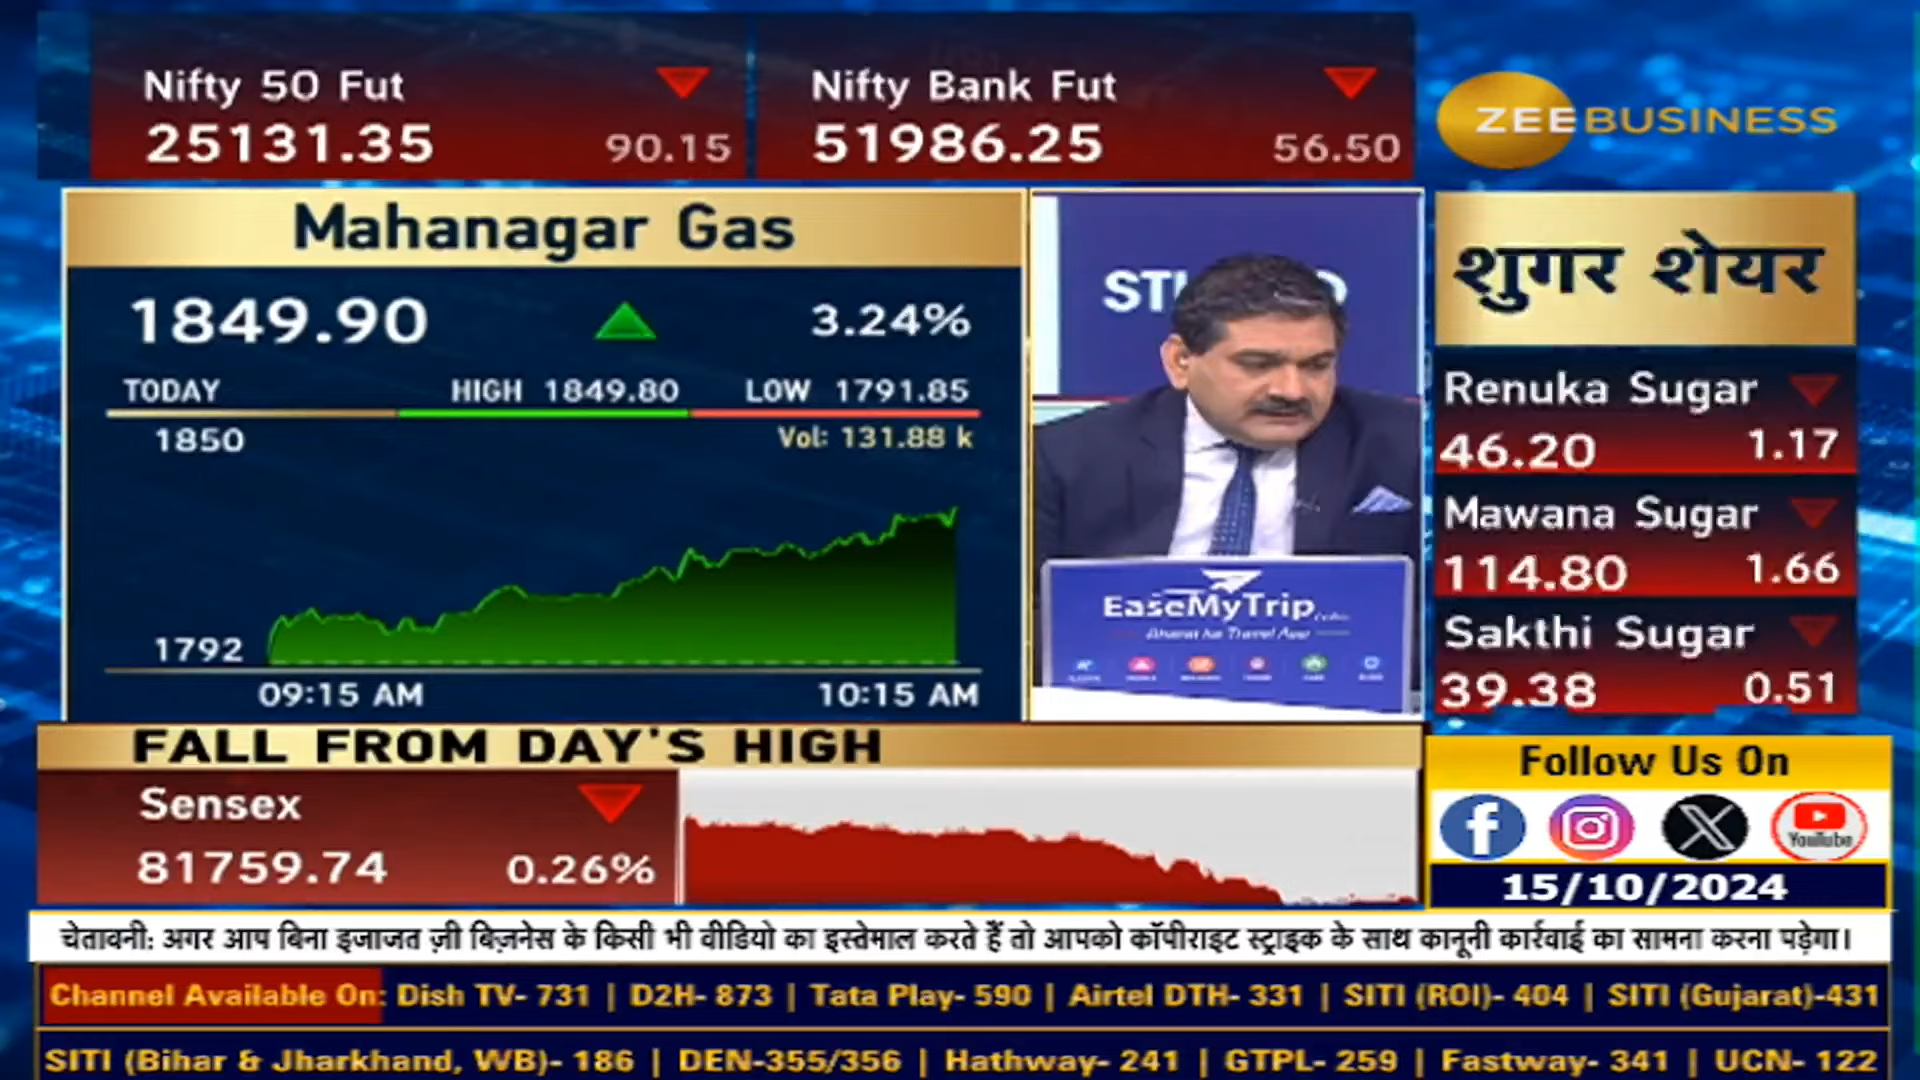 Nifty 50 Fut
25131.35 90.15
Nifty Bank Fut
51986.25 56.50
ZEEBUSINESS
Mahanagar Gas
1849.90 3.24%
TODAY HIGH 1849.80 LOW 1791.85
1850 Vol: 131.88 k
1792
09:15 AM 10:15 AM
EaseMyTrip
शुगर शेयर
Renuka Sugar
46.20 1.17
Mawana Sugar
114.80 1.66
Sakthi Sugar
39.38 0.51
FALL FROM DAY'S HIGH
Sensex
81759.74 0.26%
Follow Us On
YouTube
15/10/2024
चेतावनी: अगर आप बिना इजाजत ज़ी बिज़नेस के किसी भी वीडियो का इस्तेमाल करते हैं तो आपको कॉपीराइट स्ट्राइक के साथ कानूनी कार्रवाई का सामना करना पड़ेगा।
Channel Available On: Dish TV- 731 | D2H- 873 | Tata Play- 590 | Airtel DTH- 331 | SITI (ROI)- 404 | SITI (Gujarat)-431
SITI (Bihar & Jharkhand, WB)- 186 | DEN-355/356 | Hathway- 241 | GTPL- 259 | Fastway- 341 | UCN- 122